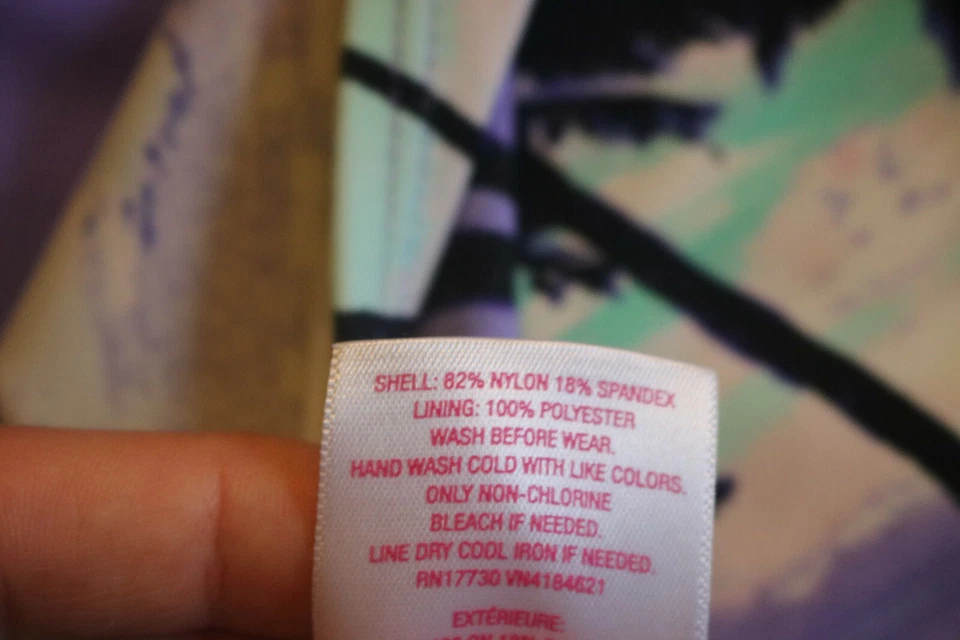 SHELL: 82% NYLON 18% SPANDEX
LINING: 100% POLYESTER
WASH BEFORE WEAR.
HAND WASH COLD WITH LIKE COLORS.
ONLY NON-CHLORINE
BLEACH IF NEEDED.
LINE DRY COOL IRON IF NEEDED.
RN17730 VN4184621
EXTÉRIEURE: